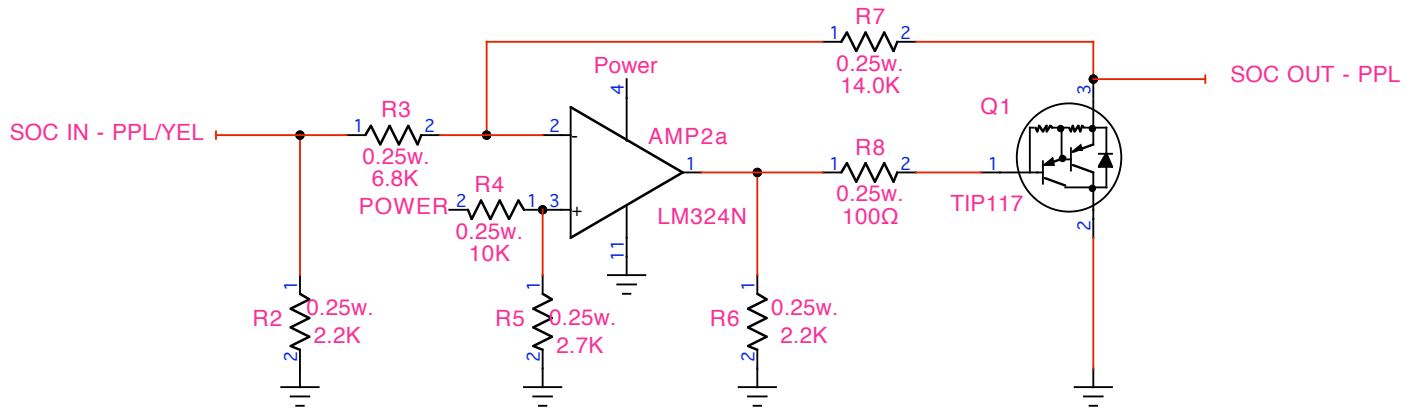 R7
1 2
0.25w.
14.0K
SOC OUT - PPL
Power
4
3
Q1
R3
SOC IN - PPL/YEL
1 2
0.25w.
6.8K
2
-
AMP2a
1
R8
1 2
0.25w.
100Ω
1
TIP117
R4
POWER
2 1
0.25w.
10K
3
+
LM324N
11
2
1
R2
0.25w.
2.2K
2
1
R5
0.25w.
2.7K
2
1
R6
0.25w.
2.2K
2